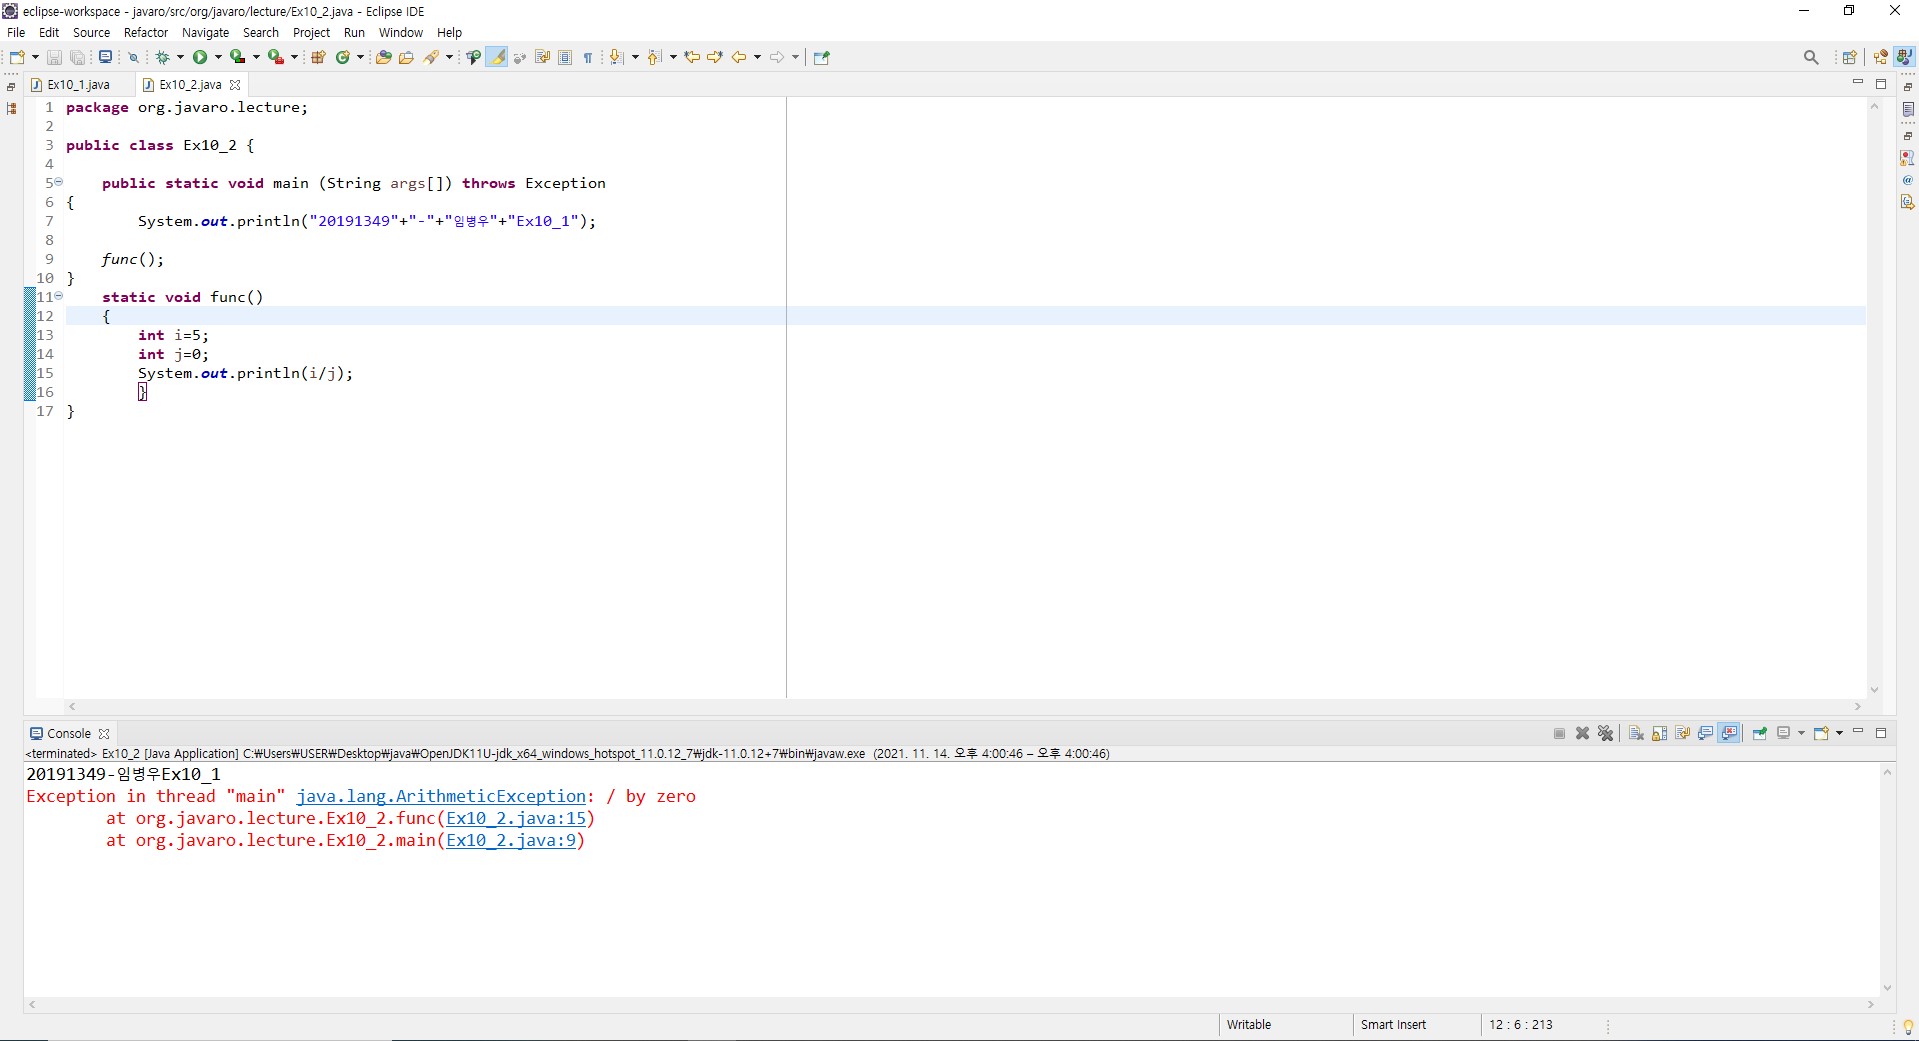 eclipse-workspace - javaro/src/org/javaro/lecture/Ex10_2.java - Eclipse IDE
File Edit Source Refactor Navigate Search Project Run Window Help
Ex10_1.java Ex10_2.java
1 package org.javaro.lecture;
2
3 public class Ex10_2 {
4
5 public static void main (String args[]) throws Exception
6 {
7 System.out.println("20191349"+"-"+"임병우"+"Ex10_1");
8
9 func();
10 }
11 static void func()
12 {
13 int i=5;
14 int j=0;
15 System.out.println(i/j);
16 }
17 }
Console
<terminated> Ex10_2 [Java Application] C:₩Users₩USER₩Desktop₩java₩OpenJDK11U-jdk_x64_windows_hotspot_11.0.12_7₩jdk-11.0.12+7₩bin₩javaw.exe (2021. 11. 14. 오후 4:00:46 – 오후 4:00:46)
20191349-임병우Ex10_1
Exception in thread "main" java.lang.ArithmeticException: / by zero
at org.javaro.lecture.Ex10_2.func(Ex10_2.java:15)
at org.javaro.lecture.Ex10_2.main(Ex10_2.java:9)
Writable Smart Insert 12 : 6 : 213